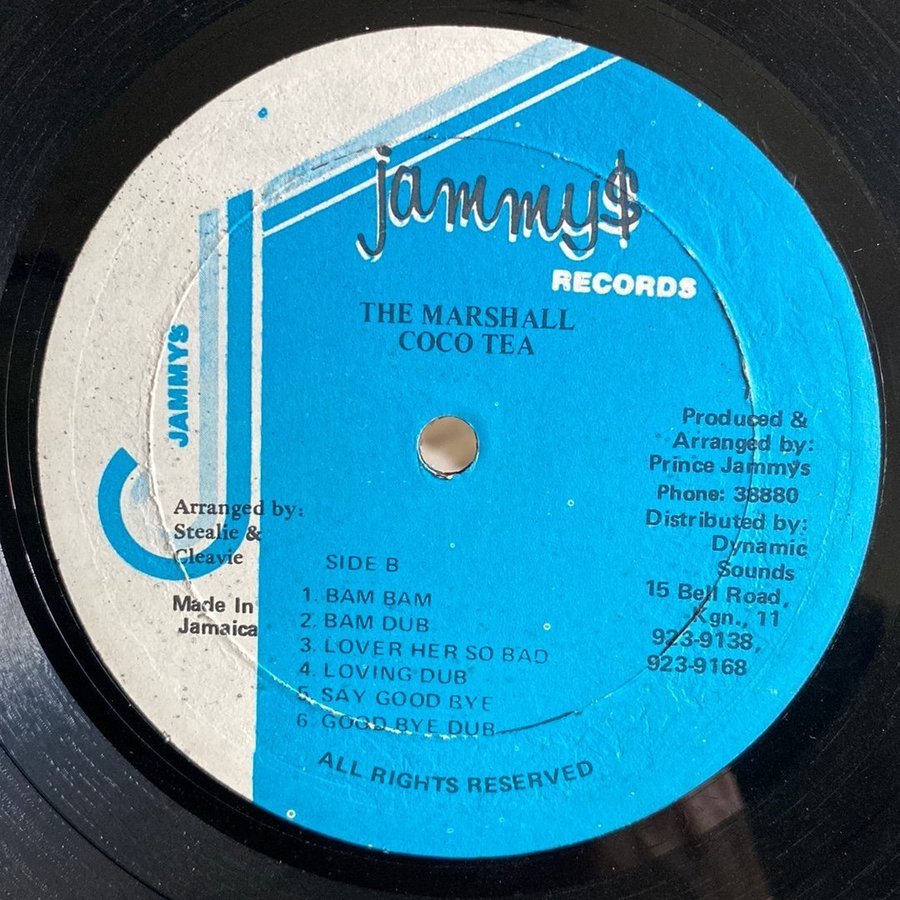 jammy$
RECORDS
THE MARSHALL
COCO TEA
JAMMYS
Produced &
Arranged by:
Prince Jammys
Phone: 38880
Distributed by:
Dynamic
Sounds
15 Bell Road,
Kgn., 11
923-9138,
923-9168
Arranged by:
Stealie &
Cleavie
Made In
Jamaica
SIDE B
1. BAM BAM
2. BAM DUB
3. LOVER HER SO BAD
4. LOVING DUB
5. SAY GOOD BYE
6. GOOD BYE DUB
ALL RIGHTS RESERVED